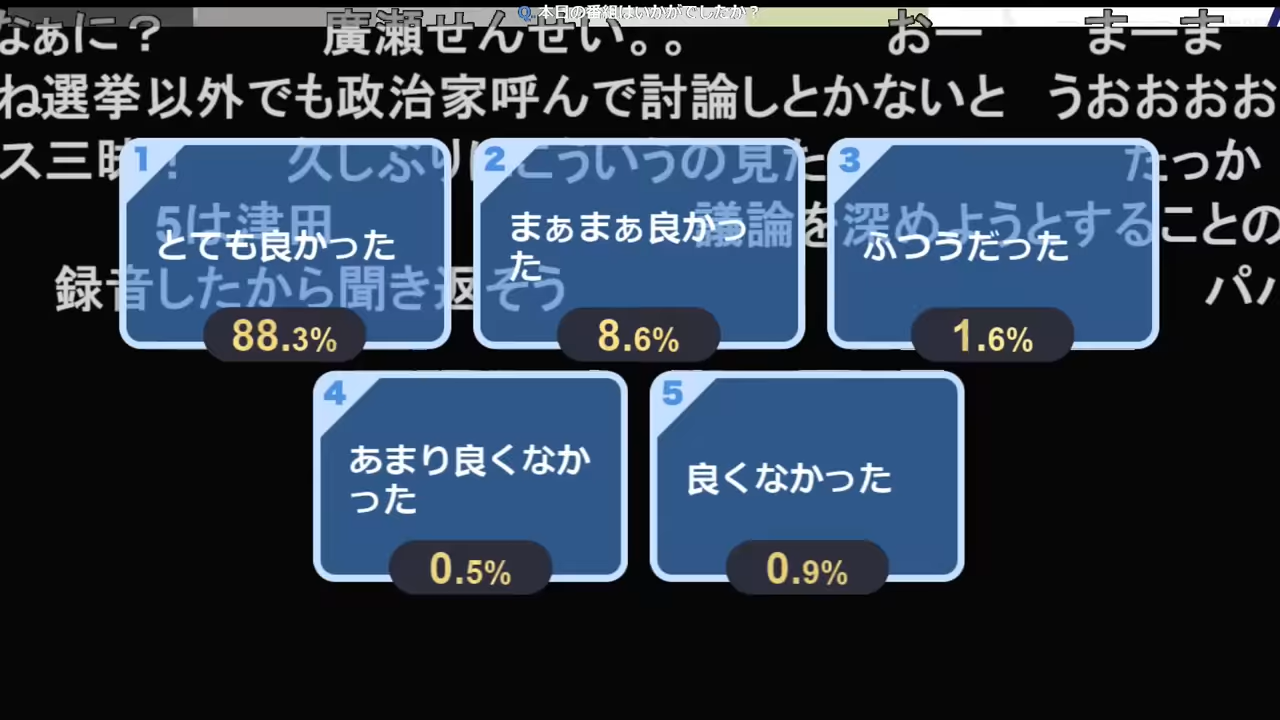 Q. 本日の番組はいかがでしたか？
なぁに？ 廣瀬せんせい。。 おー まーま
ね選挙以外でも政治家呼んで討論しとかないと うおおおお
ス三昧！ 久しぶりにこういうの見た たっか
5は津田 議論を深めようとすることの
録音したから聞き返そう パパ
1
とても良かった
88.3%
2
まぁまぁ良かっ
た
8.6%
3
ふつうだった
1.6%
4
あまり良くなか
った
0.5%
5
良くなかった
0.9%